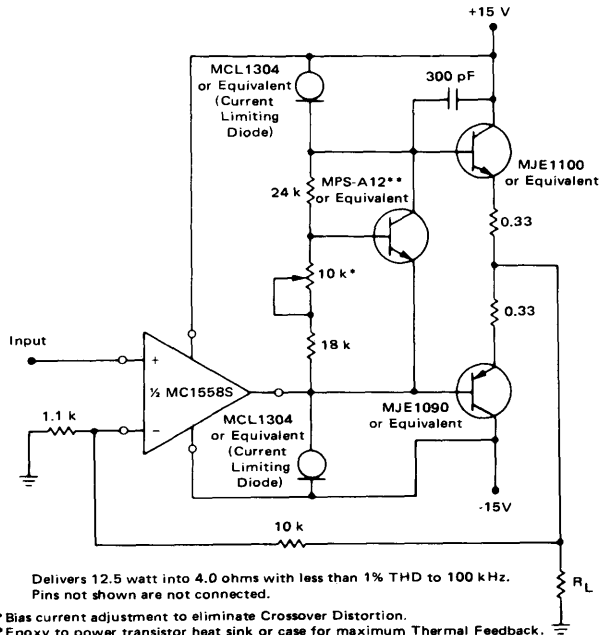 +15 V
MCL1304
or Equivalent
(Current
Limiting
Diode)
300 pF
MJE1100
or Equivalent
24 k
MPS-A12**
or Equivalent
0.33
10 k*
0.33
Input
18 k
+
½ MC1558S
−
1.1 k
MCL1304
or Equivalent
(Current
Limiting
Diode)
MJE1090
or Equivalent
-15V
10 k
RL
Delivers 12.5 watt into 4.0 ohms with less than 1% THD to 100 kHz.
Pins not shown are not connected.
*Bias current adjustment to eliminate Crossover Distortion.
*Epoxy to power transistor heat sink or case for maximum Thermal Feedback.